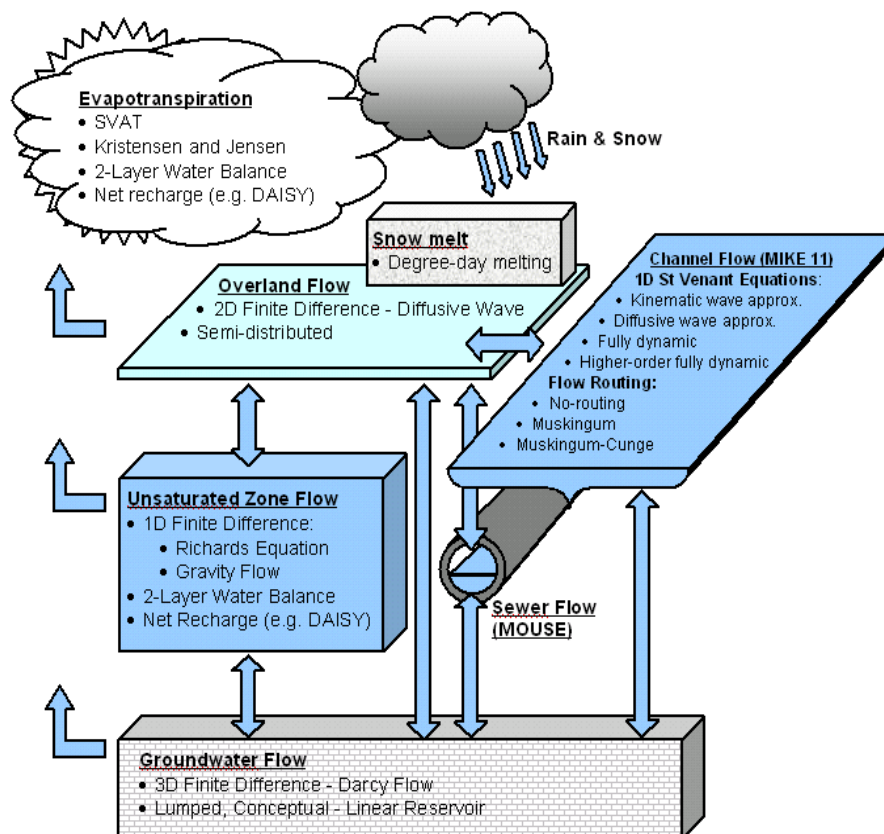 Evapotranspiration
• SVAT
• Kristensen and Jensen
• 2-Layer Water Balance
• Net recharge (e.g. DAISY)
Rain & Snow
Snow melt
• Degree-day melting
Overland Flow
• 2D Finite Difference - Diffusive Wave
• Semi-distributed
Channel Flow (MIKE 11)
1D St Venant Equations:
• Kinematic wave approx.
• Diffusive wave approx.
• Fully dynamic
• Higher-order fully dynamic
Flow Routing:
• No-routing
• Muskingum
• Muskingum-Cunge
Unsaturated Zone Flow
• 1D Finite Difference:
• Richards Equation
• Gravity Flow
• 2-Layer Water Balance
• Net Recharge (e.g. DAISY)
Sewer Flow
(MOUSE)
Groundwater Flow
• 3D Finite Difference - Darcy Flow
• Lumped, Conceptual - Linear Reservoir